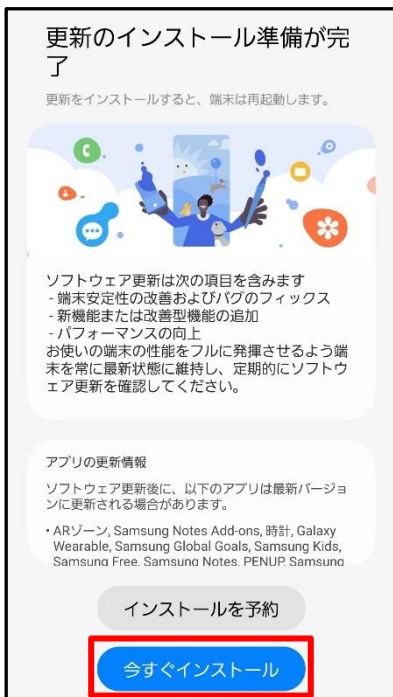 更新のインストール準備が完
了
更新をインストールすると、端末は再起動します。
ソフトウェア更新は次の項目を含みます
- 端末安定性の改善およびバグのフィックス
- 新機能または改善型機能の追加
- パフォーマンスの向上
お使いの端末の性能をフルに発揮させるよう端
末を常に最新状態に維持し、定期的にソフトウ
ェア更新を確認してください。
アプリの更新情報
ソフトウェア更新後に、以下のアプリは最新バージョ
ンに更新される場合があります。
• ARゾーン, Samsung Notes Add-ons, 時計, Galaxy
Wearable, Samsung Global Goals, Samsung Kids,
Samsung Free, Samsung Notes, PENUP, Samsung
インストールを予約
今すぐインストール